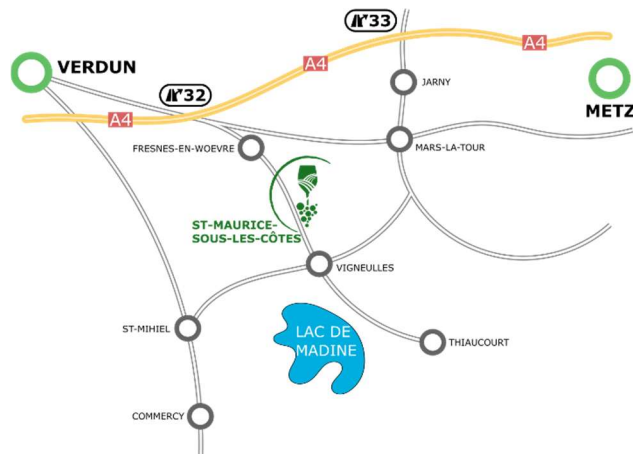 33
A4
A4
VERDUN
JARNY
METZ
32
A4
FRESNES-EN-WOEVRE
MARS-LA-TOUR
ST-MAURICE-
SOUS-LES-CÔTES
VIGNEULLES
ST-MIHIEL
LAC DE
MADINE
THIAUCOURT
COMMERCY